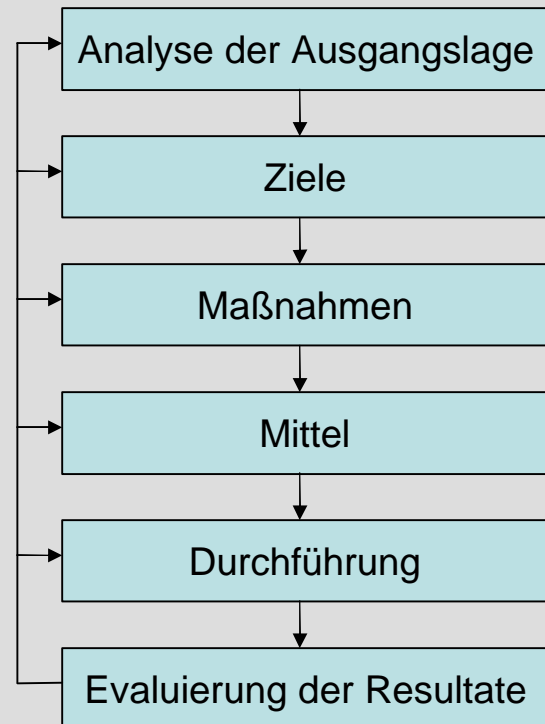 Analyse der Ausgangslage
Ziele
Maßnahmen
Mittel
Durchführung
Evaluierung der Resultate